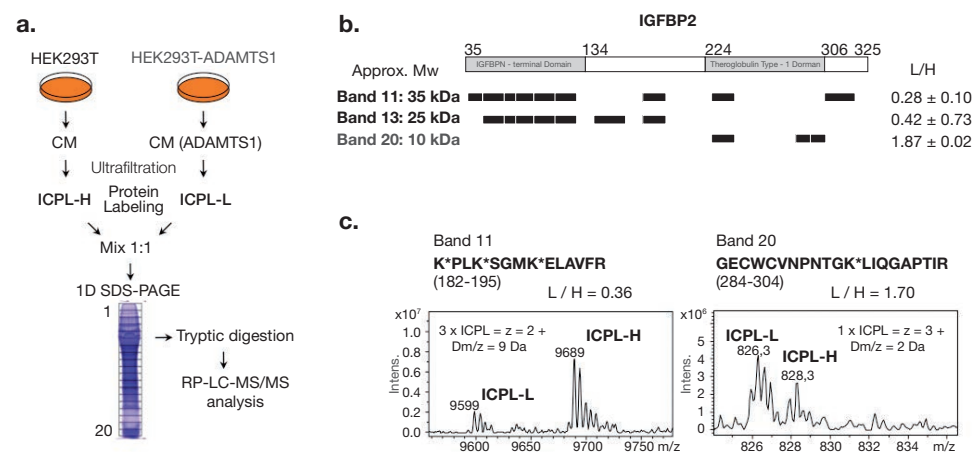 a.
HEK293T
HEK293T-ADAMTS1
CM
CM (ADAMTS1)
Ultrafiltration
ICPL-H
Protein
Labeling
ICPL-L
Mix 1:1
1D SDS-PAGE
1
20
Tryptic digestion
RP-LC-MS/MS
analysis
b.
IGFBP2
35 134 224 306 325
Approx. Mw
IGFBPN - terminal Domain
Theroglobulin Type - 1 Doman
L/H
Band 11: 35 kDa
0.28 ± 0.10
Band 13: 25 kDa
0.42 ± 0.73
Band 20: 10 kDa
1.87 ± 0.02
c.
Band 11
K*PLK*SGMK*ELAVFR
(182-195)
L / H = 0.36
x10⁷
Intens.
1.0
0.8
0.6
0.4
0.2
0.0
3 x ICPL = z = 2 +
Dm/z = 9 Da
ICPL-H
9689
ICPL-L
9599
9600 9650 9700 9750 m/z
Band 20
GECWCVNPNTGK*LIQGAPTIR
(284-304)
L / H = 1.70
x10⁶
Intens.
5
4
3
2
1
0
ICPL-L
826,3
ICPL-H
828,3
1 x ICPL = z = 3 +
Dm/z = 2 Da
826 828 830 832 834 m/z